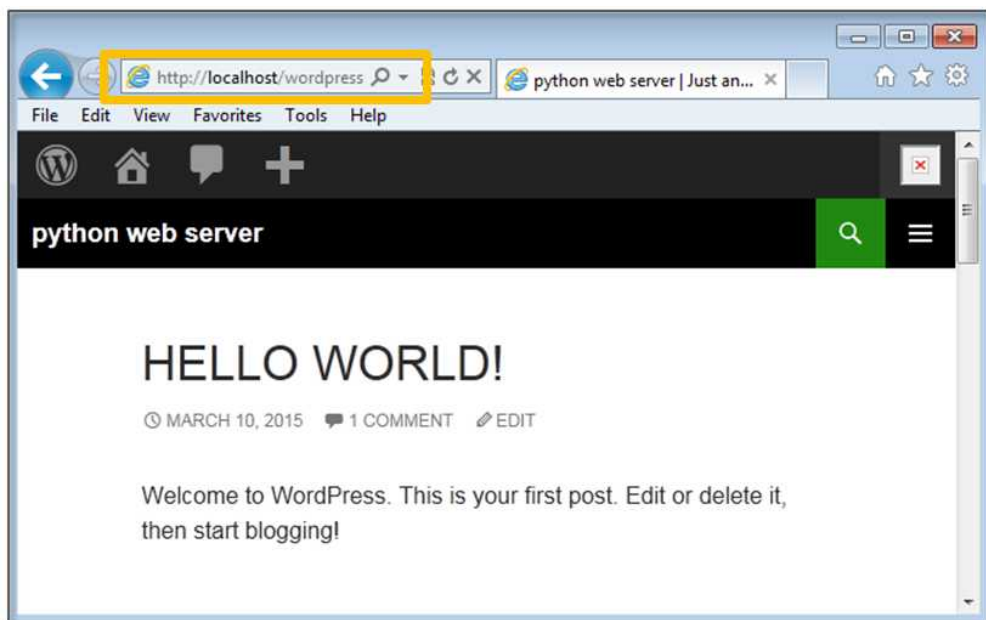 http://localhost/wordpress
python web server | Just an...
File Edit View Favorites Tools Help
python web server
HELLO WORLD!
MARCH 10, 2015 1 COMMENT EDIT
Welcome to WordPress. This is your first post. Edit or delete it,
then start blogging!